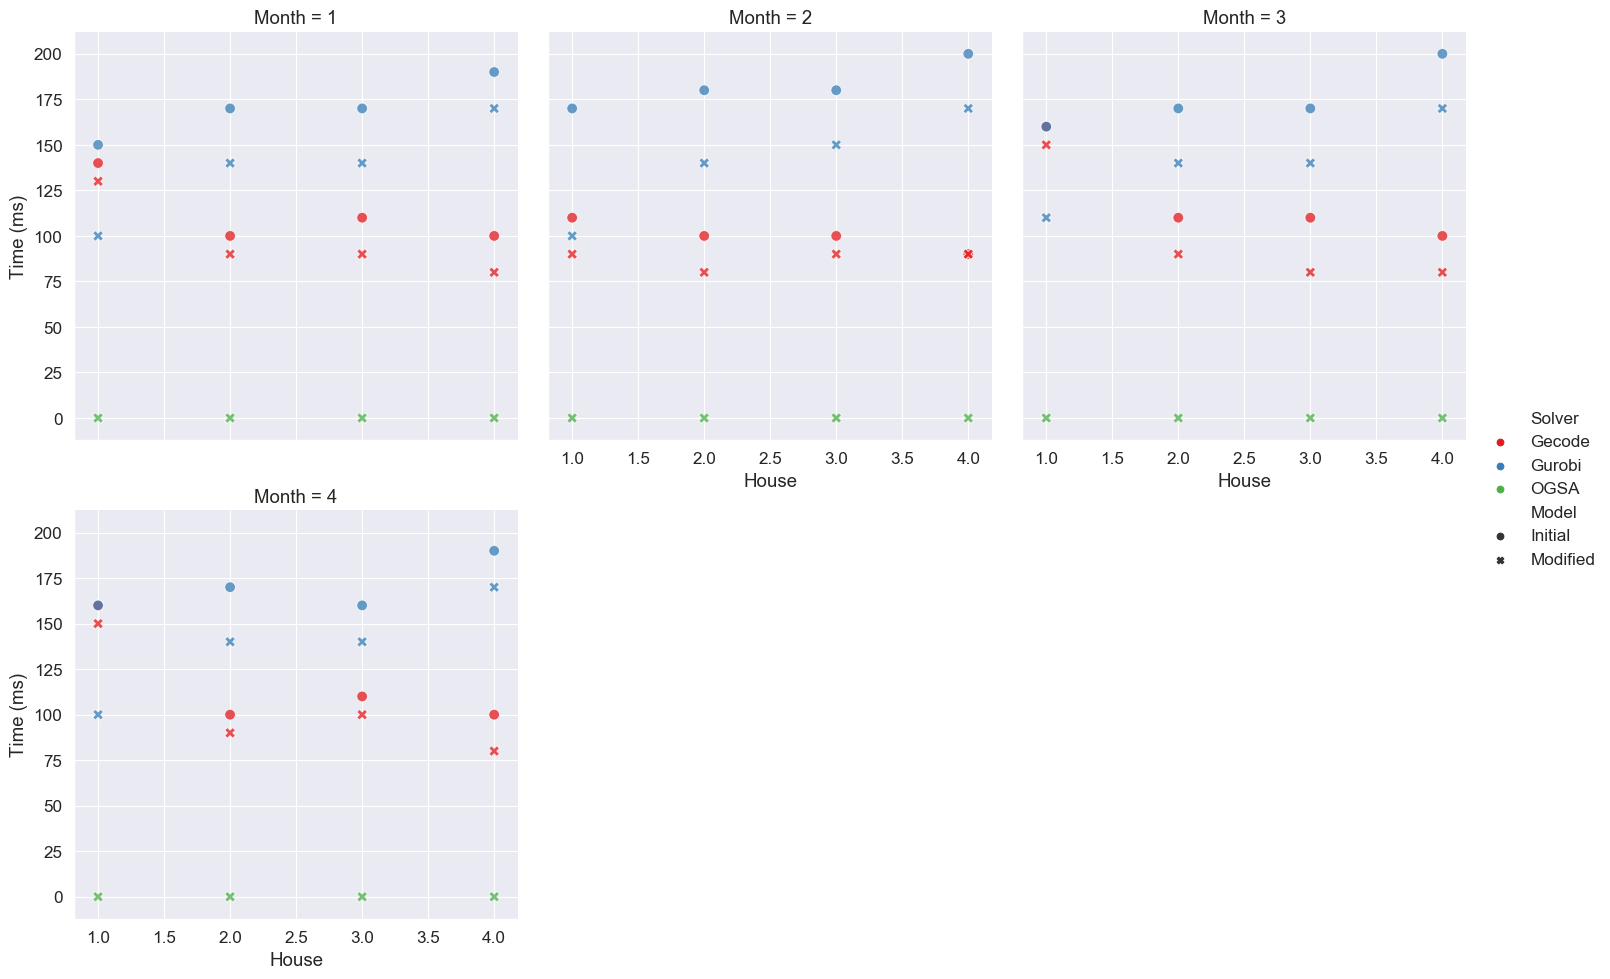 Month = 1
Month = 2
Month = 3
200
175
150
125
100
75
50
25
0
Time (ms)
1.0 1.5 2.0 2.5 3.0 3.5 4.0
House
1.0 1.5 2.0 2.5 3.0 3.5 4.0
House
Solver
Gecode
Gurobi
OGSA
Model
Initial
Modified
Month = 4
200
175
150
125
100
75
50
25
0
Time (ms)
1.0 1.5 2.0 2.5 3.0 3.5 4.0
House